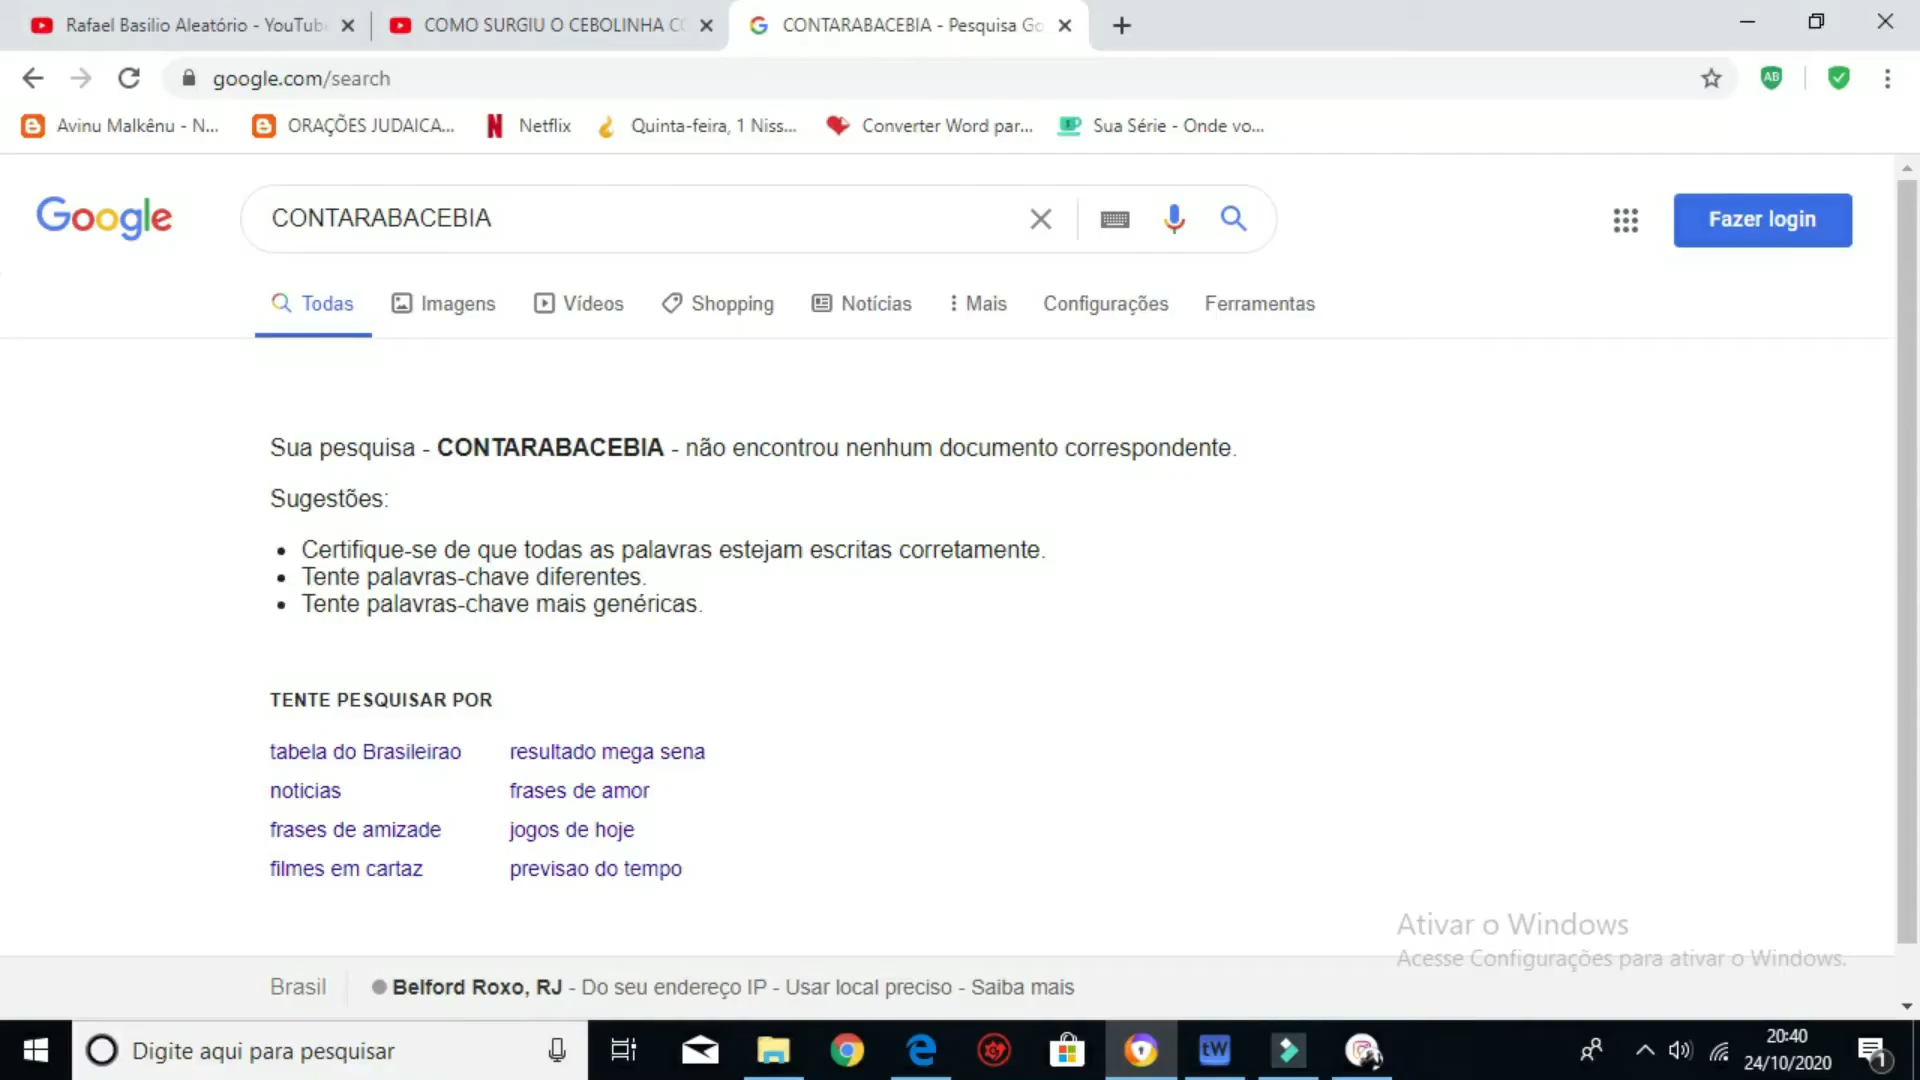 Rafael Basilio Aleatório - YouTub
COMO SURGIU O CEBOLINHA C
CONTARABACEBIA - Pesquisa Go
google.com/search
AB
Avinu Malkênu - N...
ORAÇÕES JUDAICA...
Netflix
Quinta-feira, 1 Niss...
Converter Word par...
Sua Série - Onde vo...
Google
CONTARABACEBIA
Fazer login
Todas
Imagens
Vídeos
Shopping
Notícias
Mais
Configurações
Ferramentas
Sua pesquisa - CONTARABACEBIA - não encontrou nenhum documento correspondente.
Sugestões:
Certifique-se de que todas as palavras estejam escritas corretamente.
Tente palavras-chave diferentes.
Tente palavras-chave mais genéricas.
TENTE PESQUISAR POR
tabela do Brasileirao
resultado mega sena
noticias
frases de amor
frases de amizade
jogos de hoje
filmes em cartaz
previsao do tempo
Ativar o Windows
Acesse Configurações para ativar o Windows.
Brasil
Belford Roxo, RJ - Do seu endereço IP - Usar local preciso - Saiba mais
Digite aqui para pesquisar
tW
20:40
24/10/2020
1